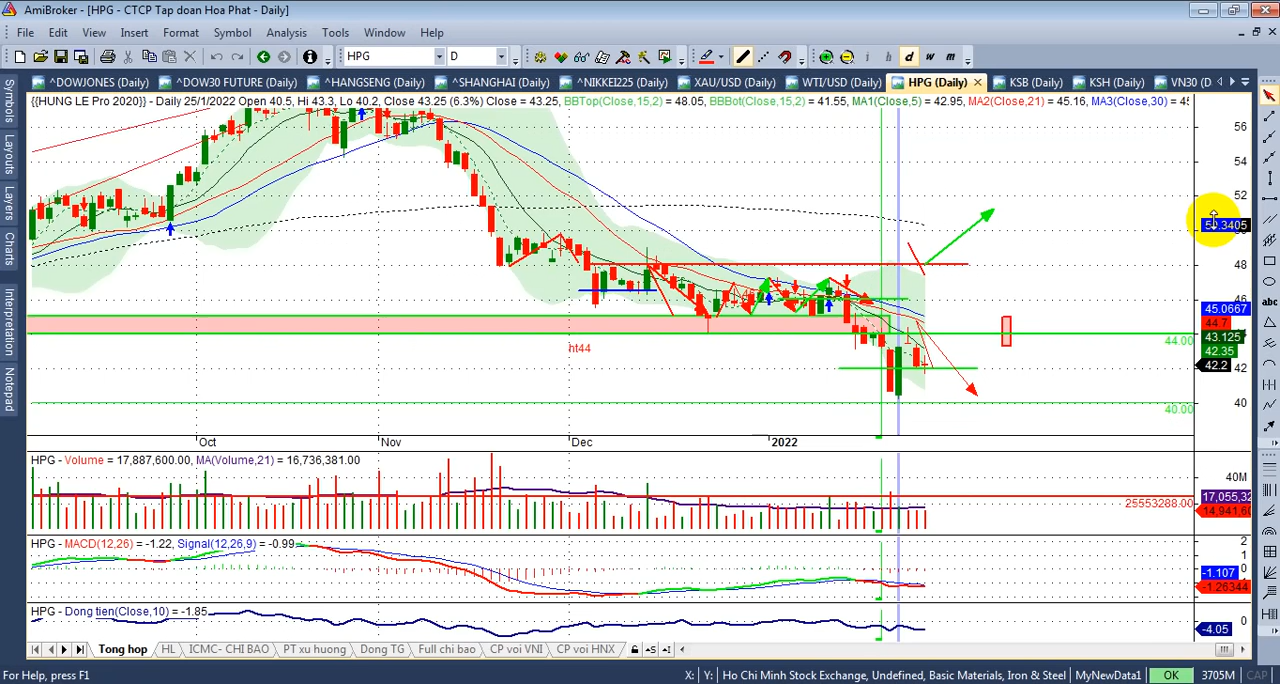 AmiBroker - [HPG - CTCP Tap doan Hoa Phat - Daily]
File Edit View Insert Format Symbol Analysis Tools Window Help
HPG D i h d w m
^DOWJONES (Daily) ^DOW30 FUTURE (Daily) ^HANGSENG (Daily) ^SHANGHAI (Daily) ^NIKKEI225 (Daily) XAU/USD (Daily) WTI/USD (Daily) HPG (Daily) KSB (Daily) KSH (Daily) VN30 (D
{{HUNG LE Pro 2020}} - Daily 25/1/2022 Open 40.5, Hi 43.3, Lo 40.2, Close 43.25 (6.3%) Close = 43.25, BBTop(Close,15,2) = 48.05, BBBot(Close,15,2) = 41.55, MA1(Close,5) = 42.95, MA2(Close,21) = 45.16, MA3(Close,30) = 4
Symbols
Layouts
Layers
Charts
Interpretation
Notepad
abc
56
54
52
48
46
45.0667
44.7
44.00
43.125
42.35
42.2
42
40
40.00
ht44
Oct Nov Dec 2022
HPG - Volume = 17,887,600.00, MA(Volume,21) = 16,736,381.00
40M
17,055,32
25553288.00
14,941,60
HPG - MACD(12,26) = -1.22, Signal(12,26,9) = -0.99
2
1
0
-1.107
-1.26344
HPG - Dong tien(Close,10) = -1.85
0
-4.05
Tong hop HL ICMC- CHI BAO PT xu huong Dong TG Full chi bao CP voi VNI CP voi HNX
For Help, press F1 X: Y: Ho Chi Minh Stock Exchange, Undefined, Basic Materials, Iron & Steel MyNewData1 OK 3705M CAP